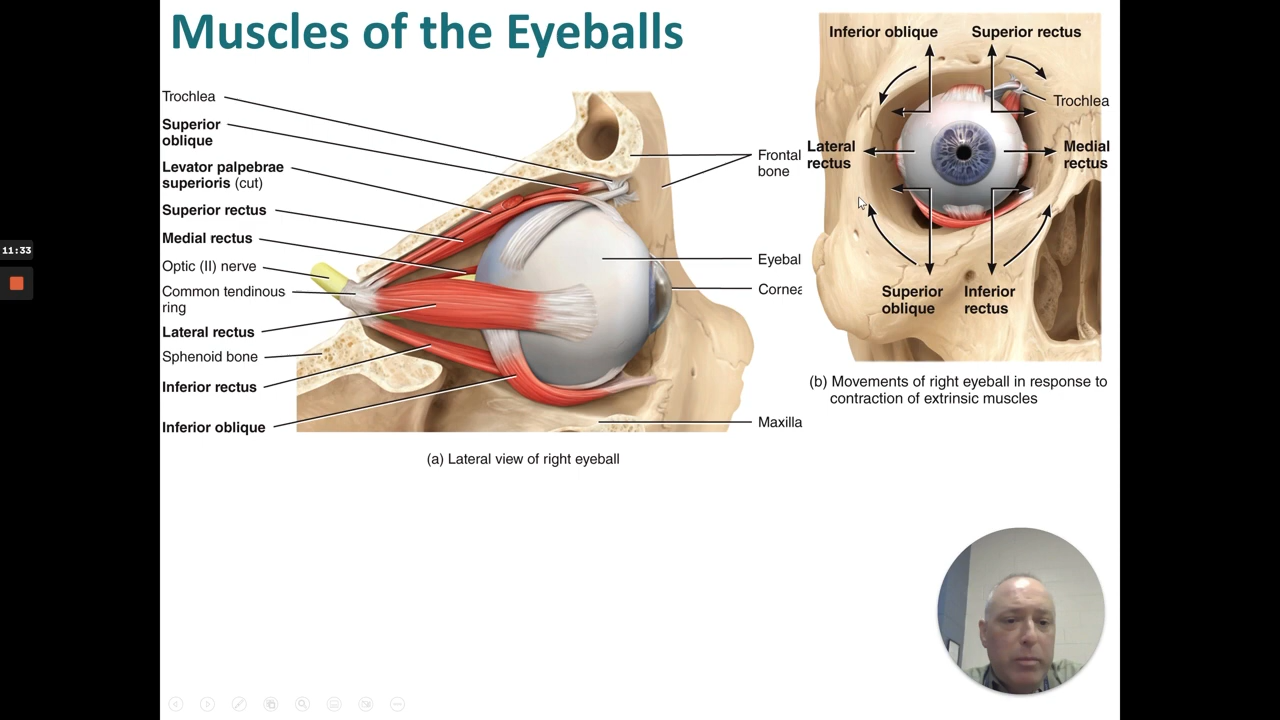 Muscles of the Eyeballs
11:33
Trochlea
Superior
oblique
Levator palpebrae
superioris (cut)
Superior rectus
Medial rectus
Optic (II) nerve
Common tendinous
ring
Lateral rectus
Sphenoid bone
Inferior rectus
Inferior oblique
Frontal
bone
Eyebal
Cornea
Maxilla
(a) Lateral view of right eyeball
Inferior oblique
Superior rectus
Trochlea
Lateral
rectus
Medial
rectus
Superior
oblique
Inferior
rectus
(b) Movements of right eyeball in response to
contraction of extrinsic muscles